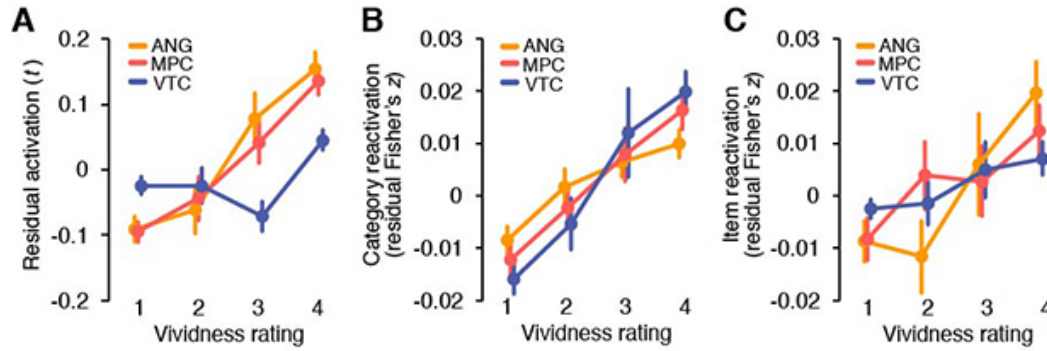 A
Residual activation (t)
0.2
0.1
0
-0.1
-0.2
ANG
MPC
VTC
1 2 3 4
Vividness rating
B
Category reactivation
(residual Fisher's z)
0.03
0.02
0.01
0
-0.01
-0.02
ANG
MPC
VTC
1 2 3 4
Vividness rating
C
Item reactivation
(residual Fisher's z)
0.03
0.02
0.01
0
-0.01
-0.02
ANG
MPC
VTC
1 2 3 4
Vividness rating